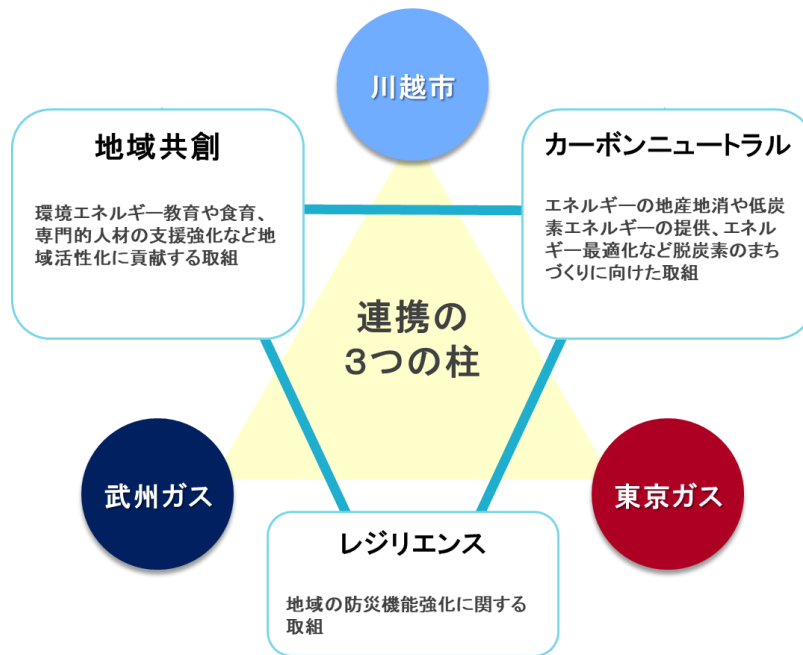 川越市
地域共創
環境エネルギー教育や食育、
専門的人材の支援強化など地
域活性化に貢献する取組
カーボンニュートラル
エネルギーの地産地消や低炭
素エネルギーの提供、エネル
ギー最適化など脱炭素のまち
づくりに向けた取組
連携の
3つの柱
武州ガス
東京ガス
レジリエンス
地域の防災機能強化に関する
取組